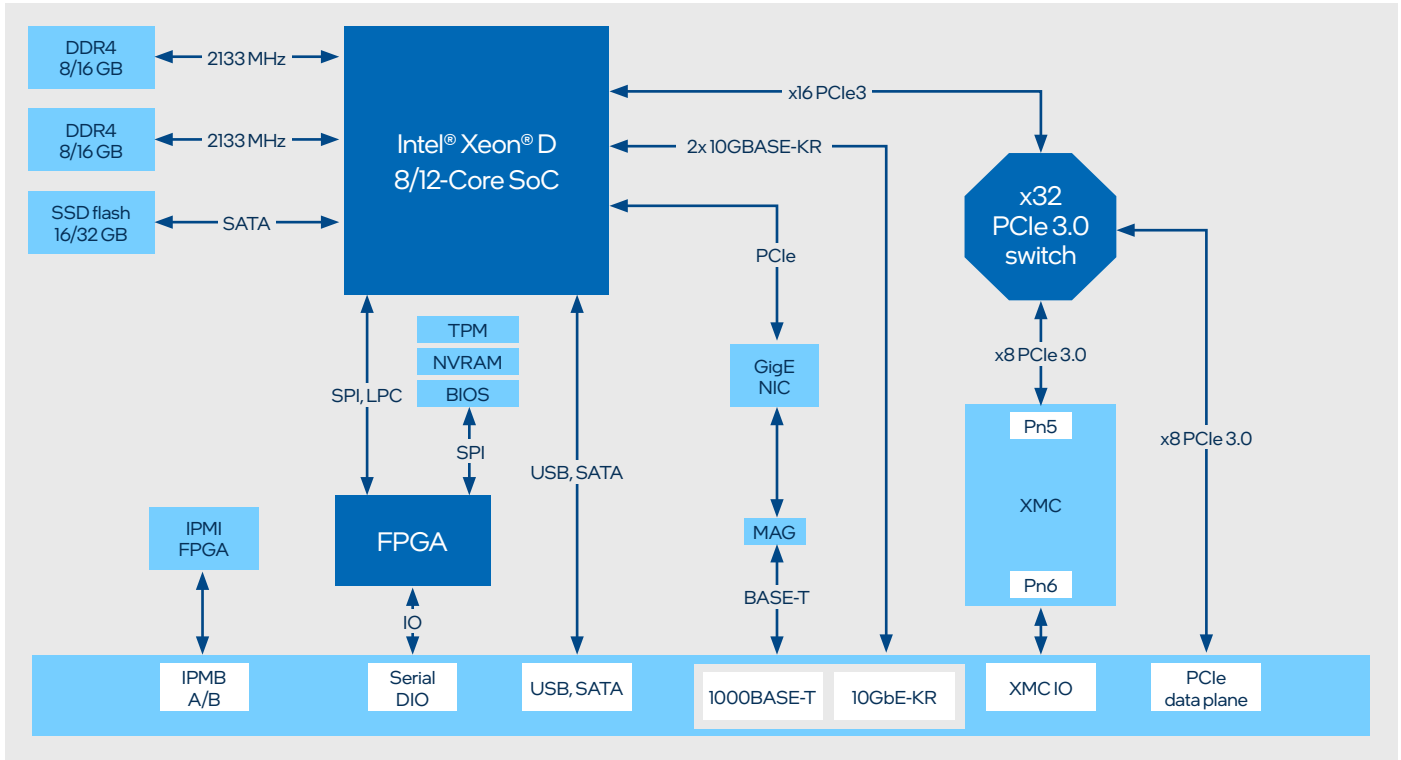 DDR4
8/16 GB
2133 MHz
DDR4
8/16 GB
2133 MHz
SSD flash
16/32 GB
SATA
Intel® Xeon® D
8/12-Core SoC
x16 PCIe3
2x 10GBASE-KR
PCIe
x32
PCIe 3.0
switch
TPM
NVRAM
BIOS
SPI, LPC
SPI
USB, SATA
GigE
NIC
x8 PCIe 3.0
Pn5
XMC
Pn6
x8 PCIe 3.0
IPMI
FPGA
FPGA
MAG
IO
BASE-T
IPMB
A/B
Serial
DIO
USB, SATA
1000BASE-T
10GbE-KR
XMC IO
PCIe
data plane